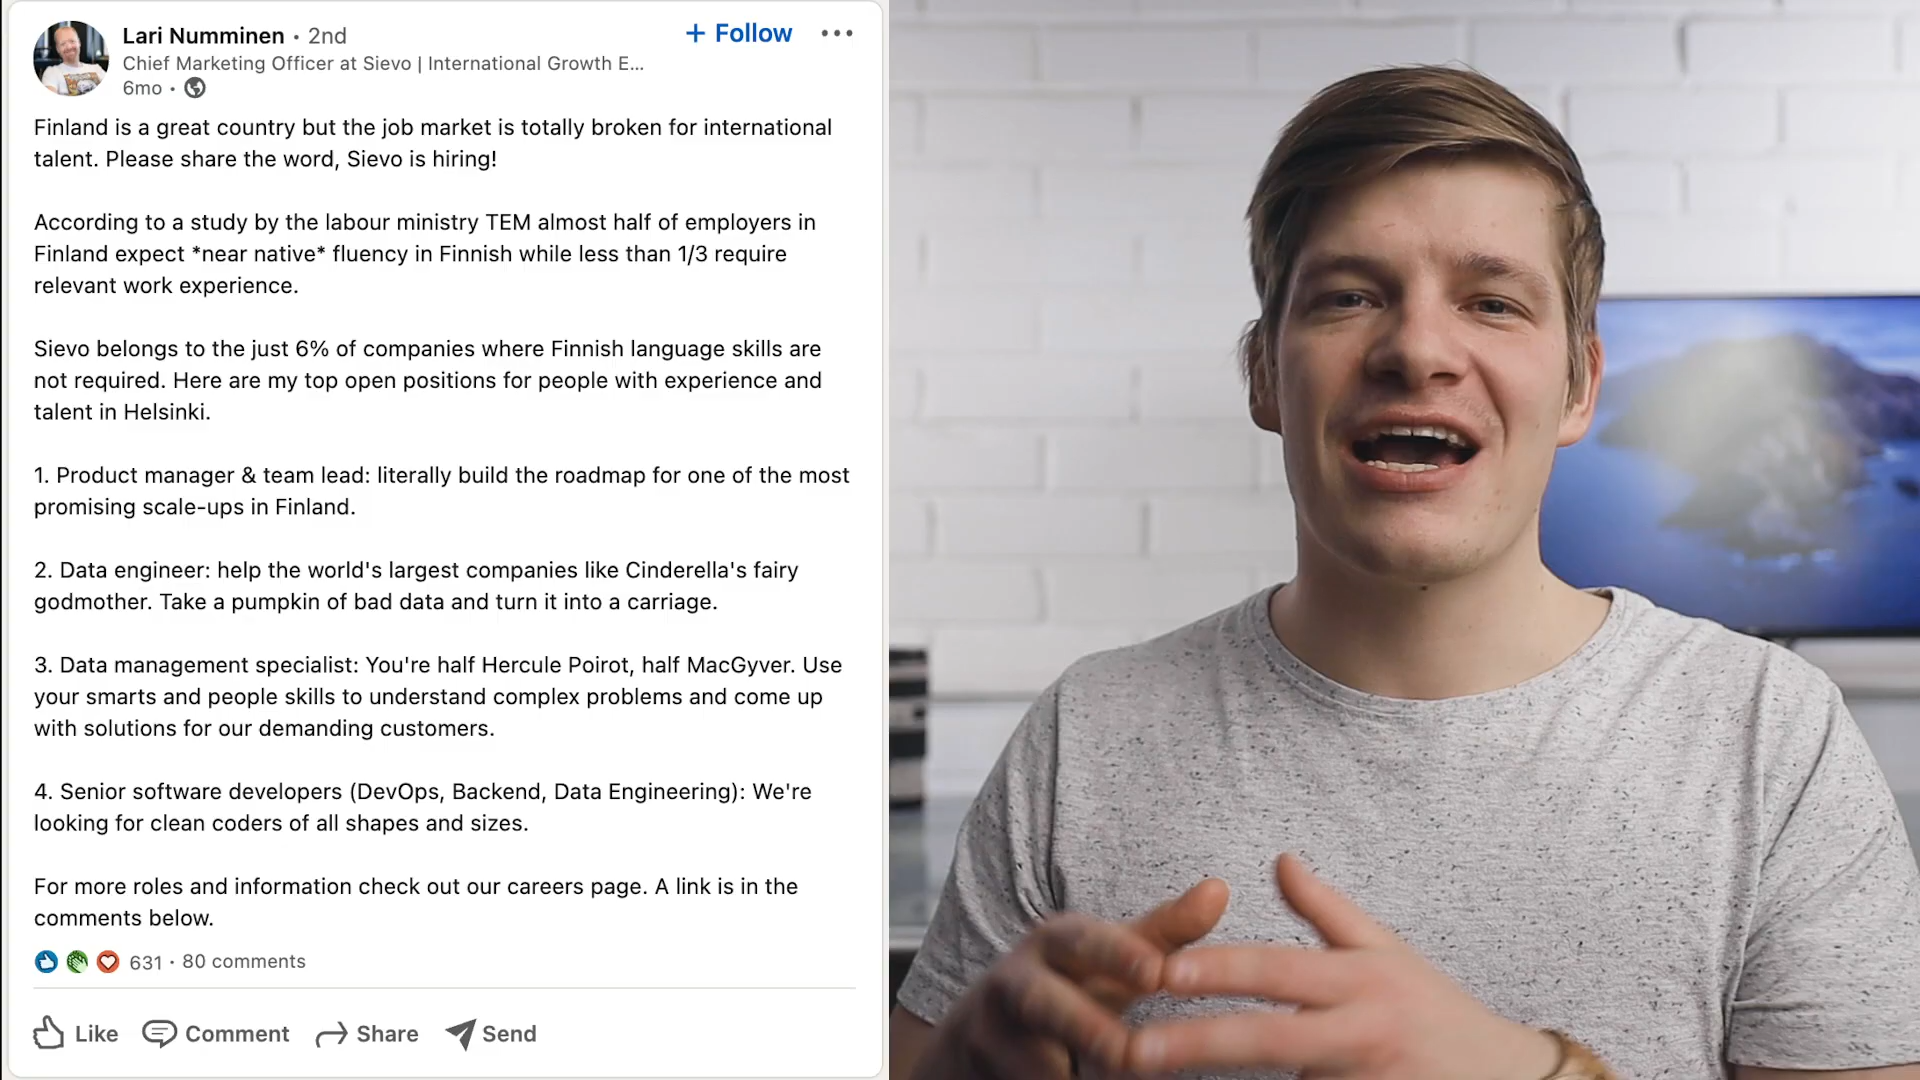 Lari Numminen • 2nd
+ Follow
Chief Marketing Officer at Sievo | International Growth E...
6mo •
Finland is a great country but the job market is totally broken for international
talent. Please share the word, Sievo is hiring!
According to a study by the labour ministry TEM almost half of employers in
Finland expect *near native* fluency in Finnish while less than 1/3 require
relevant work experience.
Sievo belongs to the just 6% of companies where Finnish language skills are
not required. Here are my top open positions for people with experience and
talent in Helsinki.
1. Product manager & team lead: literally build the roadmap for one of the most
promising scale-ups in Finland.
2. Data engineer: help the world's largest companies like Cinderella's fairy
godmother. Take a pumpkin of bad data and turn it into a carriage.
3. Data management specialist: You're half Hercule Poirot, half MacGyver. Use
your smarts and people skills to understand complex problems and come up
with solutions for our demanding customers.
4. Senior software developers (DevOps, Backend, Data Engineering): We're
looking for clean coders of all shapes and sizes.
For more roles and information check out our careers page. A link is in the
comments below.
631 • 80 comments
Like Comment Share Send